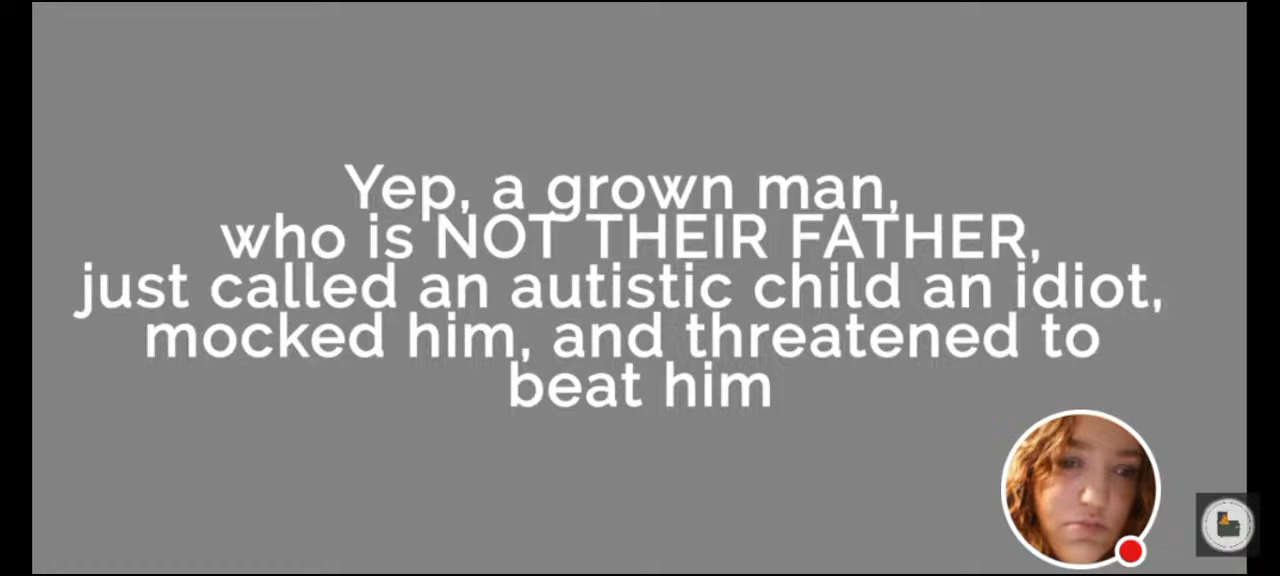 Yep, a grown man,
who is NOT THEIR FATHER,
just called an autistic child an idiot,
mocked him, and threatened to
beat him